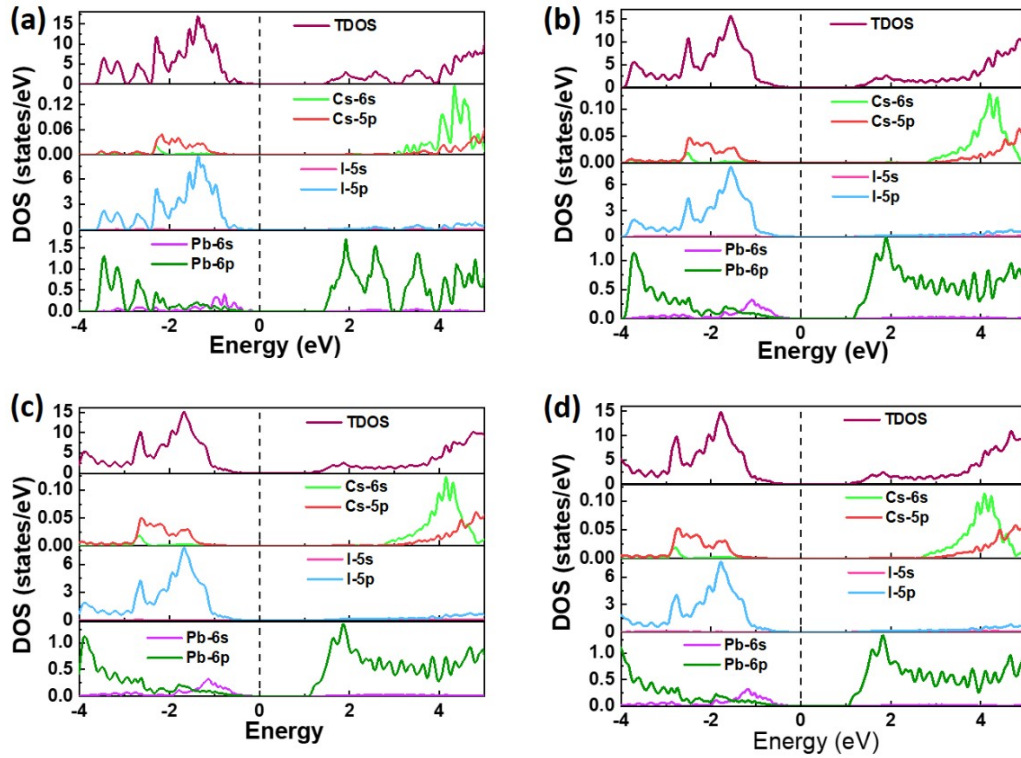 (a)
15
10
5
0
TDOS
0.12
0.06
0.00
Cs-6s
Cs-5p
6
3
0
I-5s
I-5p
1.5
1.0
0.5
0.0
Pb-6s
Pb-6p
DOS (states/eV)
-4 -2 0 2 4
Energy (eV)
(b)
15
10
5
0
TDOS
0.10
0.05
0.00
Cs-6s
Cs-5p
6
3
0
I-5s
I-5p
1.0
0.5
0.0
Pb-6s
Pb-6p
DOS (states/eV)
-4 -2 0 2 4
Energy (eV)
(c)
15
10
5
0
TDOS
0.10
0.05
0.00
Cs-6s
Cs-5p
6
3
0
I-5s
I-5p
1.0
0.5
0.0
Pb-6s
Pb-6p
DOS (states/eV)
-4 -2 0 2 4
Energy
(d)
15
10
5
0
TDOS
0.10
0.05
0.00
Cs-6s
Cs-5p
6
3
0
I-5s
I-5p
1.0
0.5
0.0
Pb-6s
Pb-6p
DOS (states/eV)
-4 -2 0 2 4
Energy (eV)